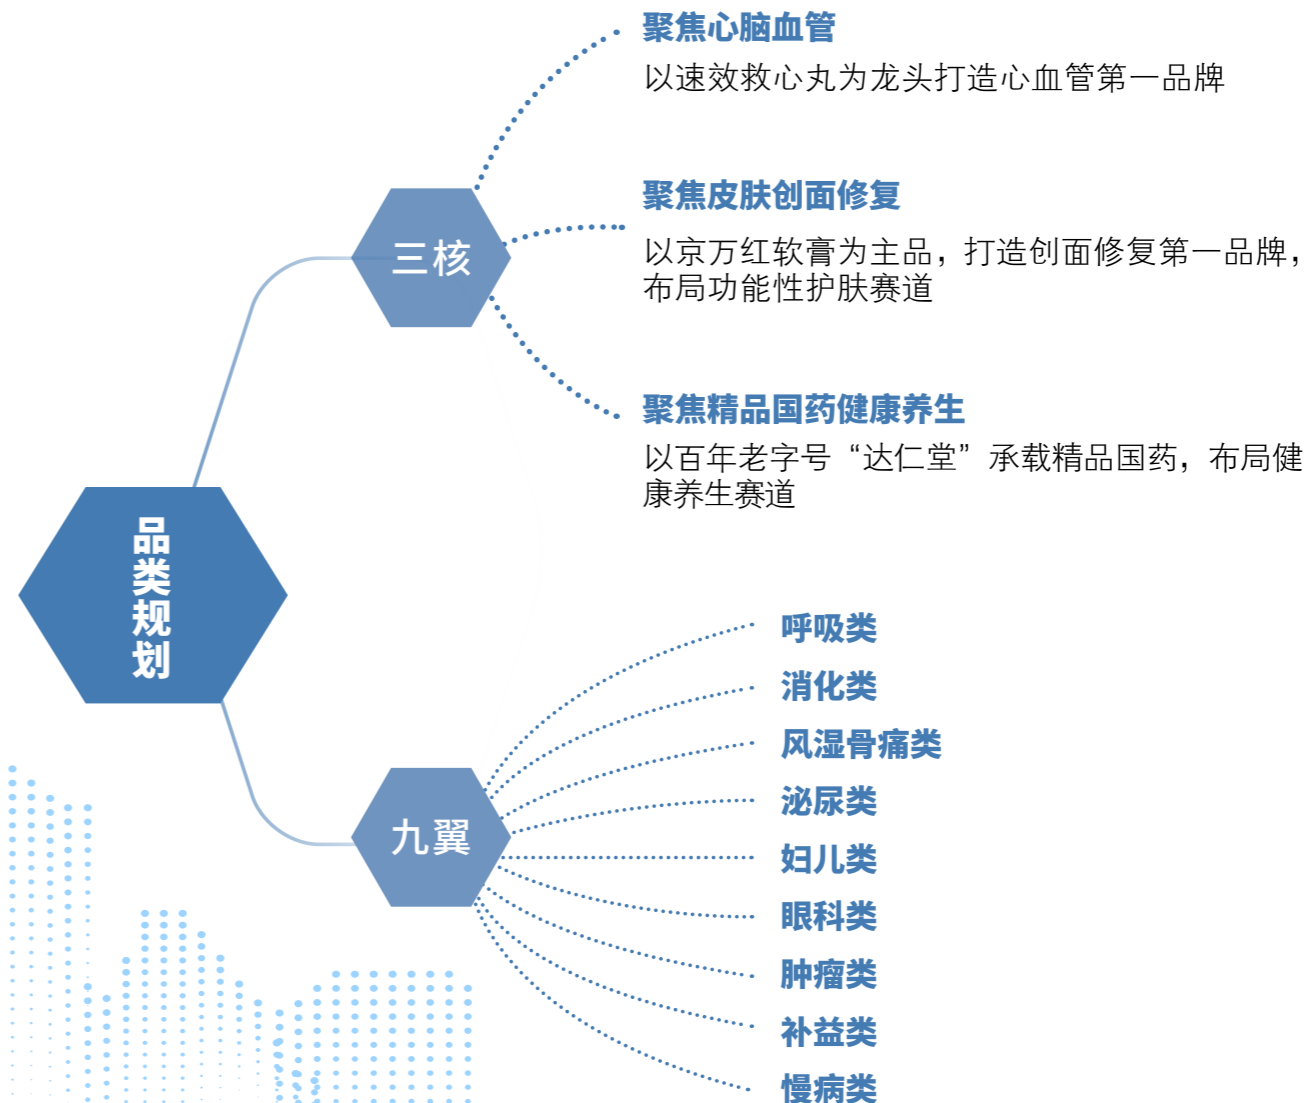 品类规划
三核
聚焦心脑血管
以速效救心丸为龙头打造心血管第一品牌
聚焦皮肤创面修复
以京万红软膏为主品，打造创面修复第一品牌，
布局功能性护肤赛道
聚焦精品国药健康养生
以百年老字号“达仁堂”承载精品国药，布局健
康养生赛道
九翼
呼吸类
消化类
风湿骨痛类
泌尿类
妇儿类
眼科类
肿瘤类
补益类
慢病类